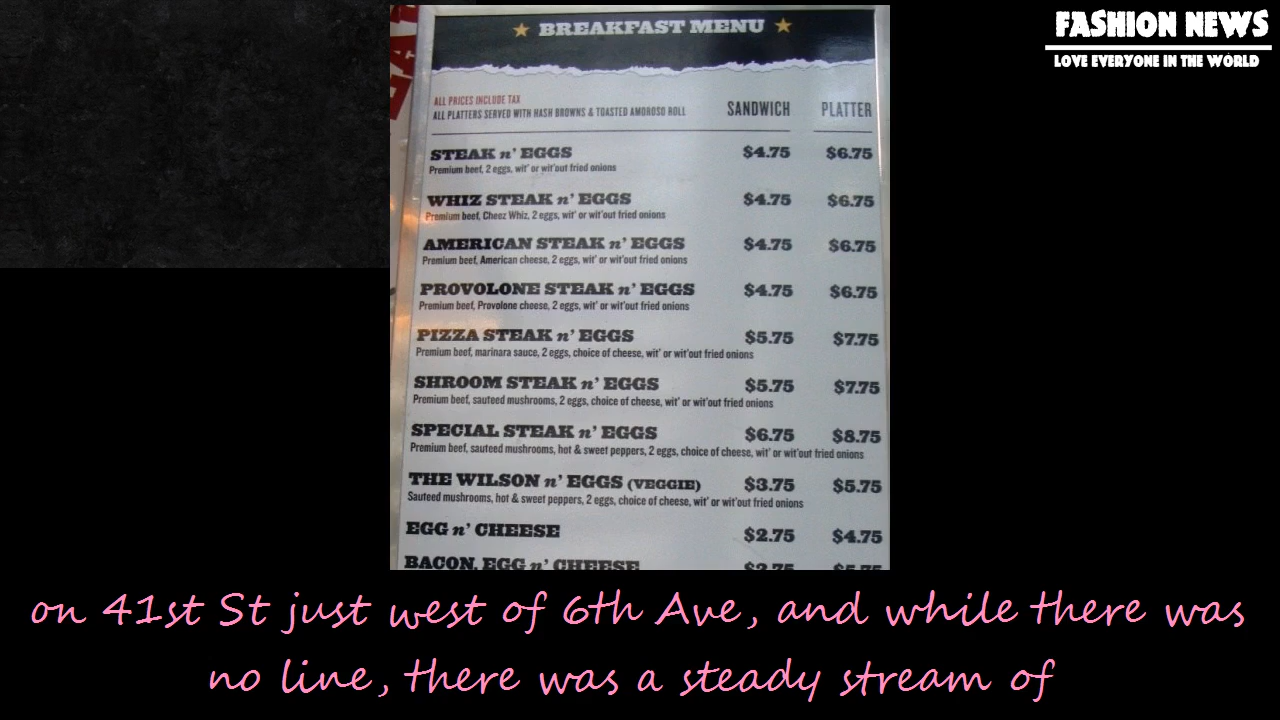 FASHION NEWS
LOVE EVERYONE IN THE WORLD
★ BREAKFAST MENU ★
ALL PRICES INCLUDE TAX
ALL PLATTERS SERVED WITH HASH BROWNS & TOASTED AMOROSO ROLL SANDWICH PLATTER
STEAK n' EGGS $4.75 $6.75
Premium beef, 2 eggs, wit' or wit'out fried onions
WHIZ STEAK n' EGGS $4.75 $6.75
Premium beef, Cheez Whiz, 2 eggs, wit' or wit'out fried onions
AMERICAN STEAK n' EGGS $4.75 $6.75
Premium beef, American cheese, 2 eggs, wit' or wit'out fried onions
PROVOLONE STEAK n' EGGS $4.75 $6.75
Premium beef, Provolone cheese, 2 eggs, wit' or wit'out fried onions
PIZZA STEAK n' EGGS $5.75 $7.75
Premium beef, marinara sauce, 2 eggs, choice of cheese, wit' or wit'out fried onions
SHROOM STEAK n' EGGS $5.75 $7.75
Premium beef, sauteed mushrooms, 2 eggs, choice of cheese, wit' or wit'out fried onions
SPECIAL STEAK n' EGGS $6.75 $8.75
Premium beef, sauteed mushrooms, hot & sweet peppers, 2 eggs, choice of cheese, wit' or wit'out fried onions
THE WILSON n' EGGS (VEGGIE) $3.75 $5.75
Sauteed mushrooms, hot & sweet peppers, 2 eggs, choice of cheese, wit' or wit'out fried onions
EGG n' CHEESE $2.75 $4.75
BACON, EGG n' CHEESE
on 41st St just west of 6th Ave, and while there was
no line, there was a steady stream of